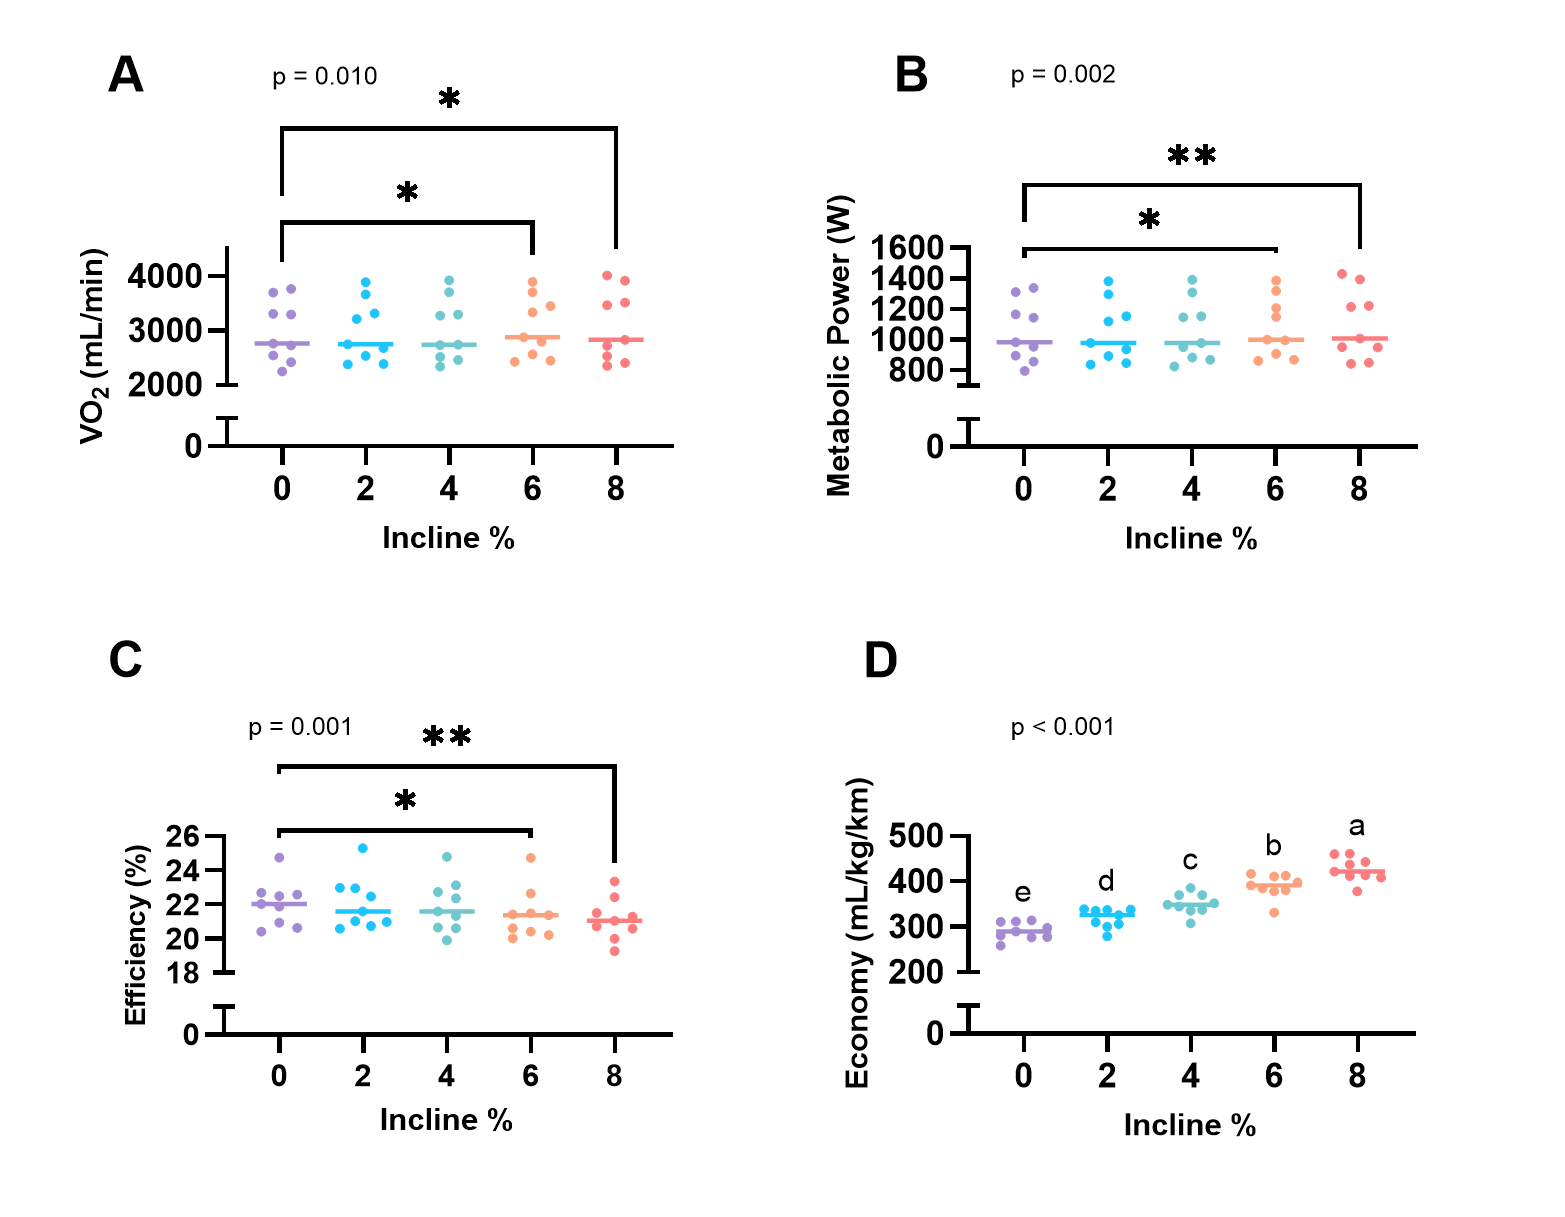 A
p = 0.010
*
*
VO2 (mL/min)
4000
3000
2000
0
0 2 4 6 8
Incline %
B
p = 0.002
**
*
Metabolic Power (W)
1600
1400
1200
1000
800
0
0 2 4 6 8
Incline %
C
p = 0.001
**
*
Efficiency (%)
26
24
22
20
18
0
0 2 4 6 8
Incline %
D
p < 0.001
Economy (mL/kg/km)
500
400
300
200
0
e d c b a
0 2 4 6 8
Incline %